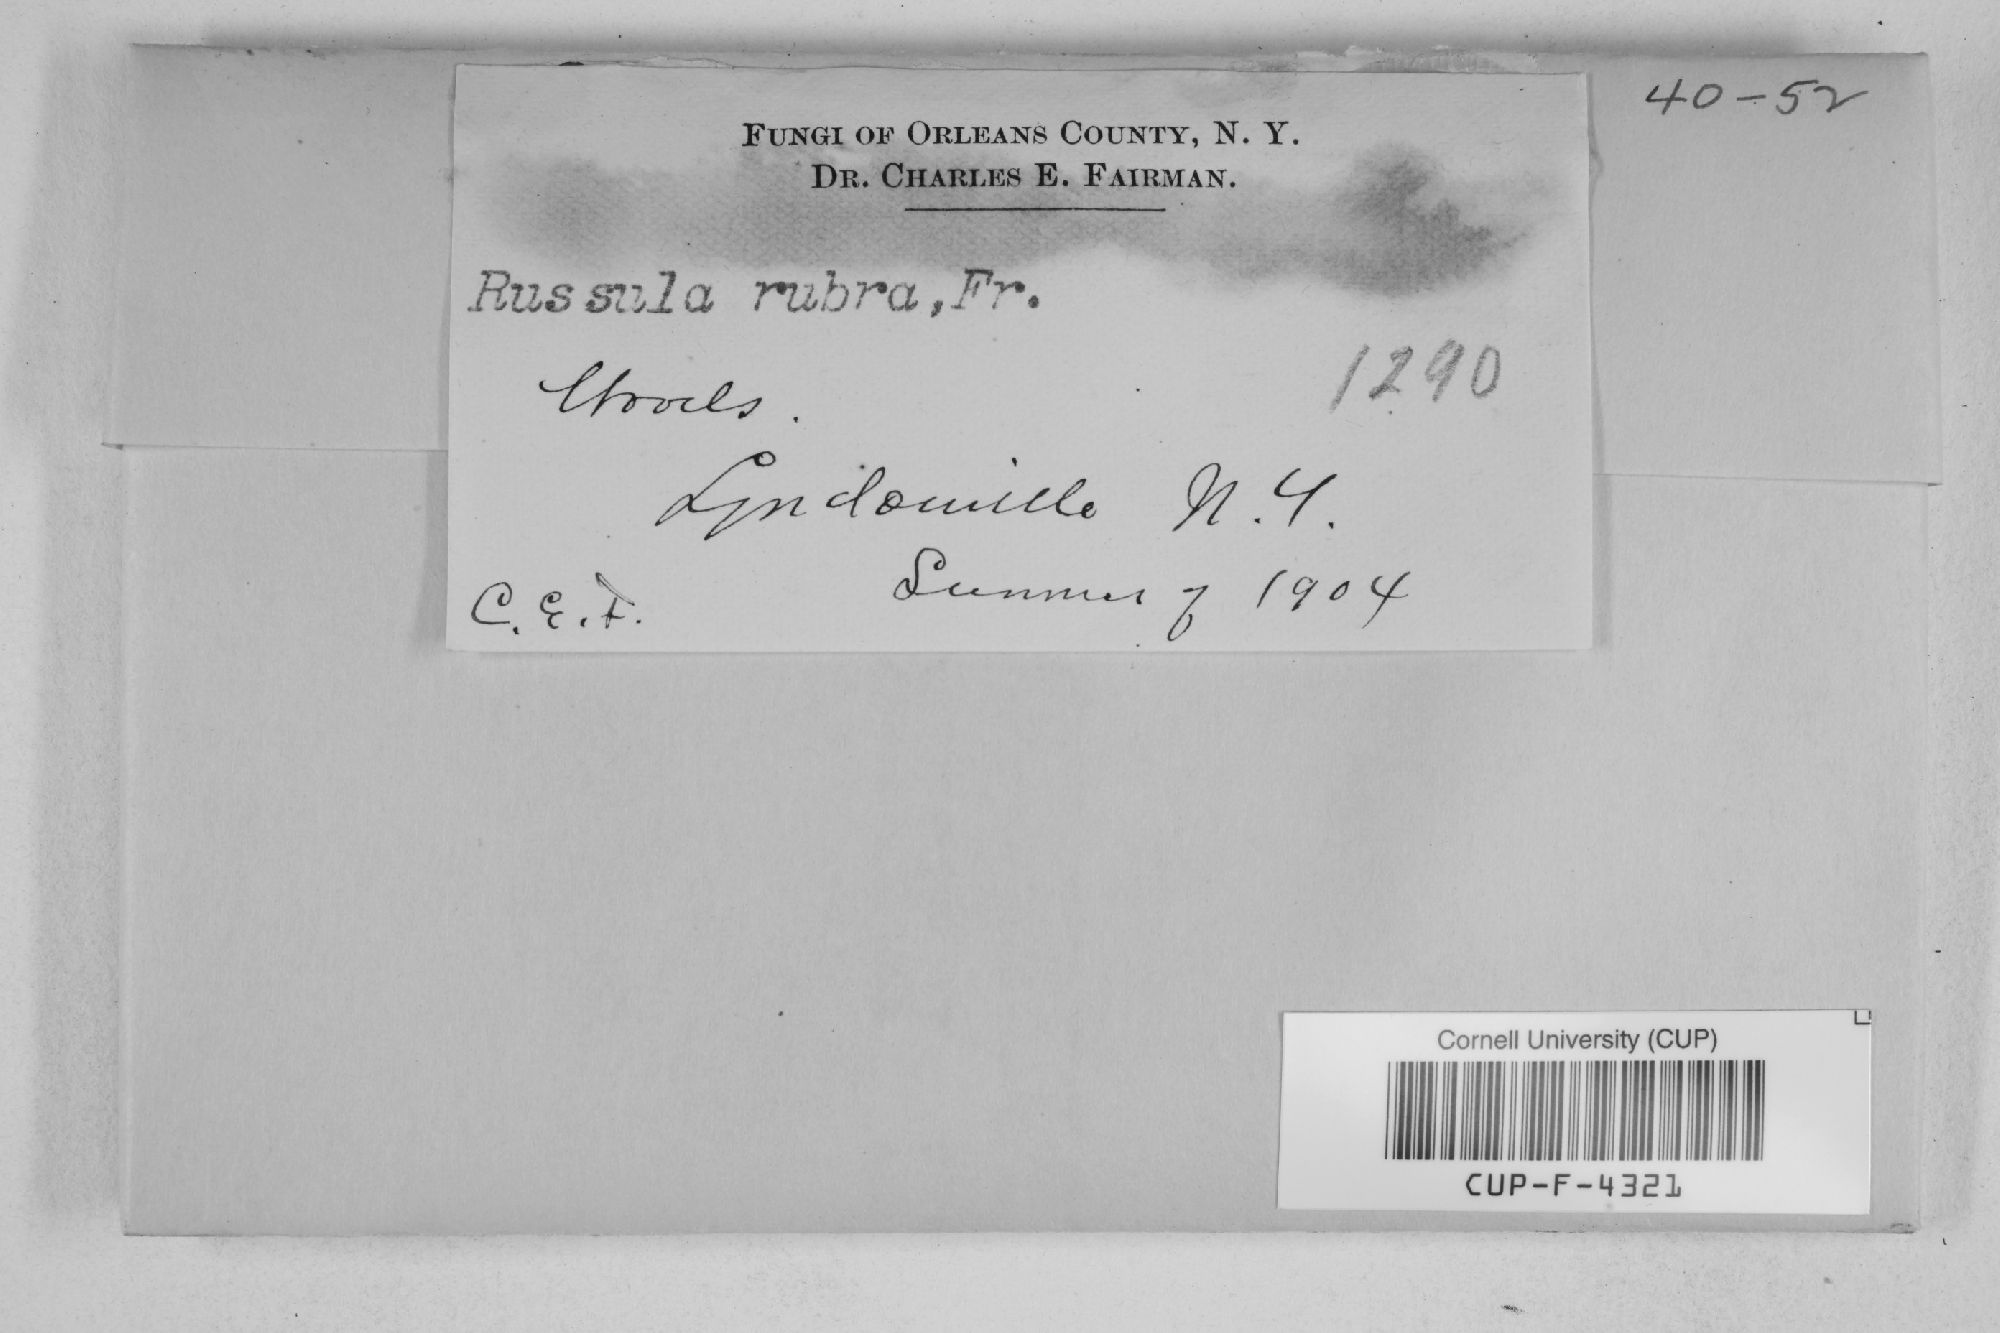 40-52
FUNGI OF ORLEANS COUNTY, N. Y.
DR. CHARLES E. FAIRMAN.
Russula rubra, Fr.
1290
Woods.
Lyndonville N.Y.
Summer of 1904
C.E.F.
Cornell University (CUP)
CUP-F-4321